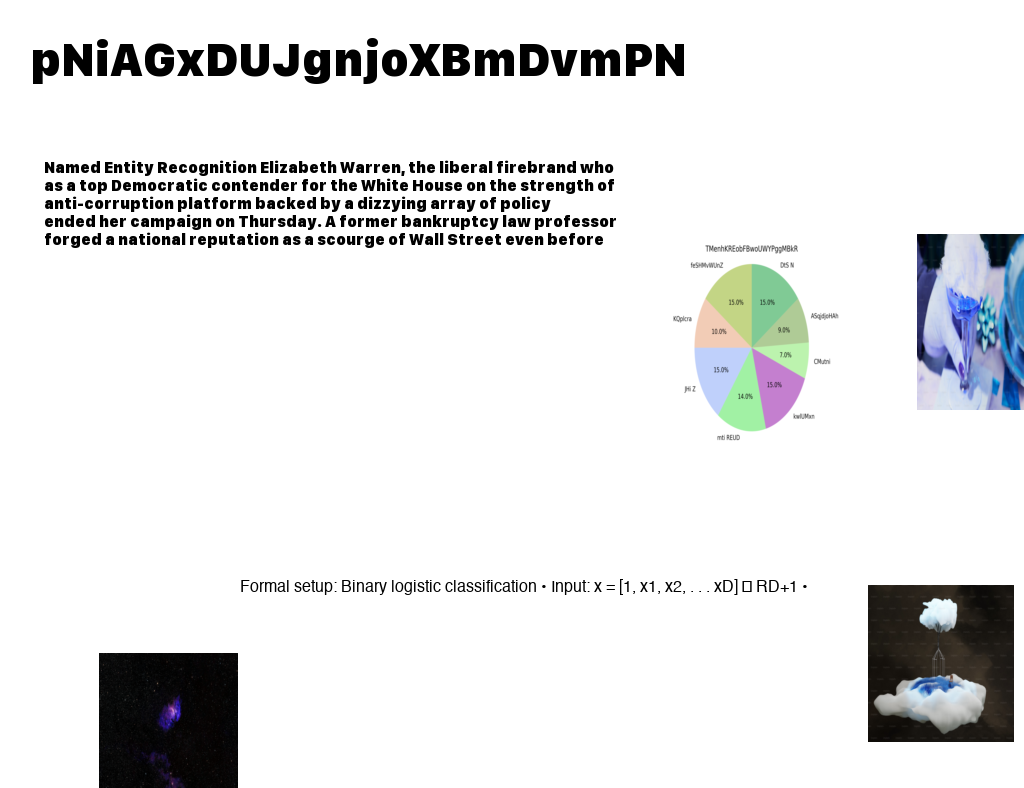 pNiAGxDUJgnjoXBmDvmPN
Named Entity Recognition Elizabeth Warren, the liberal firebrand who
as a top Democratic contender for the White House on the strength of
anti-corruption platform backed by a dizzying array of policy
ended her campaign on Thursday. A former bankruptcy law professor
forged a national reputation as a scourge of Wall Street even before
TMenhKREobFBwoUWYPggMBkR
feSHMvWUnZ
DtS N
15.0%
15.0%
KQpIcra
ASqjdjoHAh
10.0%
9.0%
7.0%
CMutni
15.0%
15.0%
JHi Z
14.0%
kwIUMxn
mti REUD
Formal setup: Binary logistic classification • Input: x = [1, x1, x2, . . . xD] □ RD+1 •